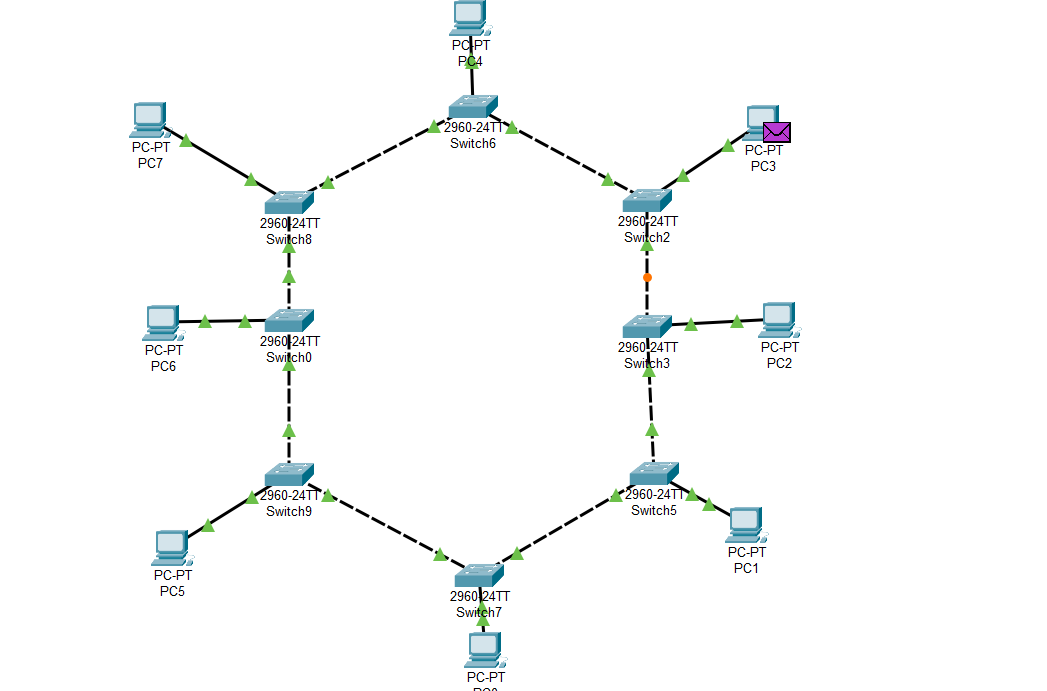 PC-PT
PC4
2960-24TT
Switch6
PC-PT
PC7
PC-PT
PC3
2960-24TT
Switch8
2960-24TT
Switch2
PC-PT
PC6
2960-24TT
Switch0
2960-24TT
Switch3
PC-PT
PC2
2960-24TT
Switch9
2960-24TT
Switch5
PC-PT
PC5
PC-PT
PC1
2960-24TT
Switch7
PC-PT